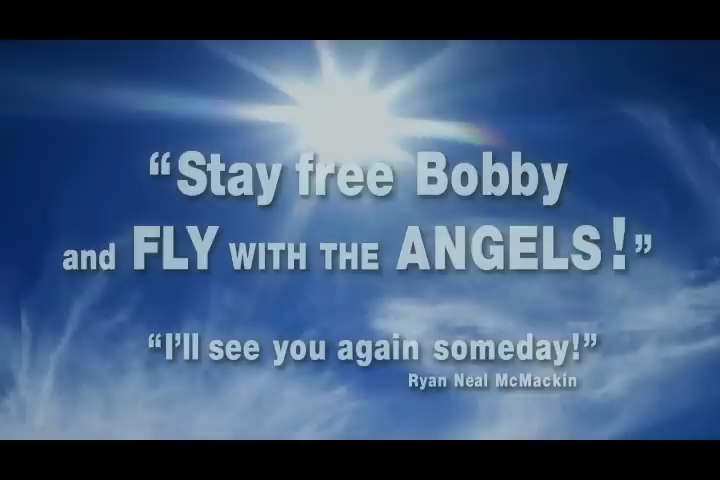 “Stay free Bobby
and FLY WITH THE ANGELS!”
“I’ll see you again someday!”
Ryan Neal McMackin